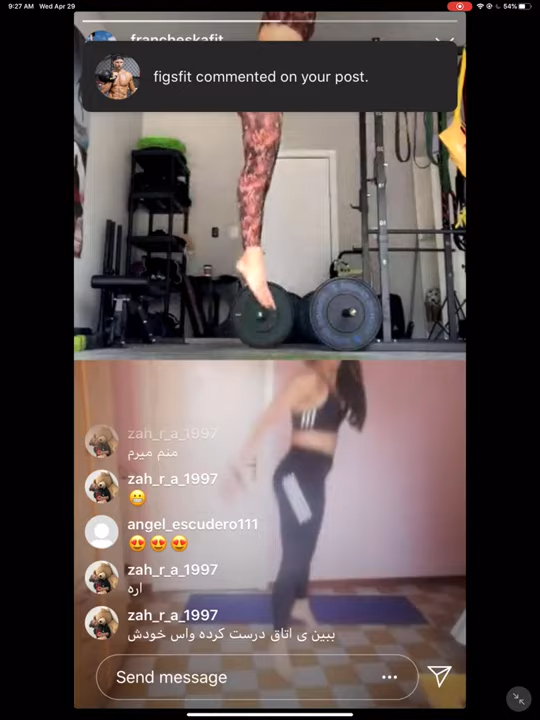 9:27 AM Wed Apr 29
54%
francheskafit
figsfit commented on your post.
zah_r_a_1997
منم میرم
zah_r_a_1997
😬
angel_escudero111
😍😍😍
zah_r_a_1997
اره
zah_r_a_1997
ببین ی اتاق درست کرده واس خودش
Send message